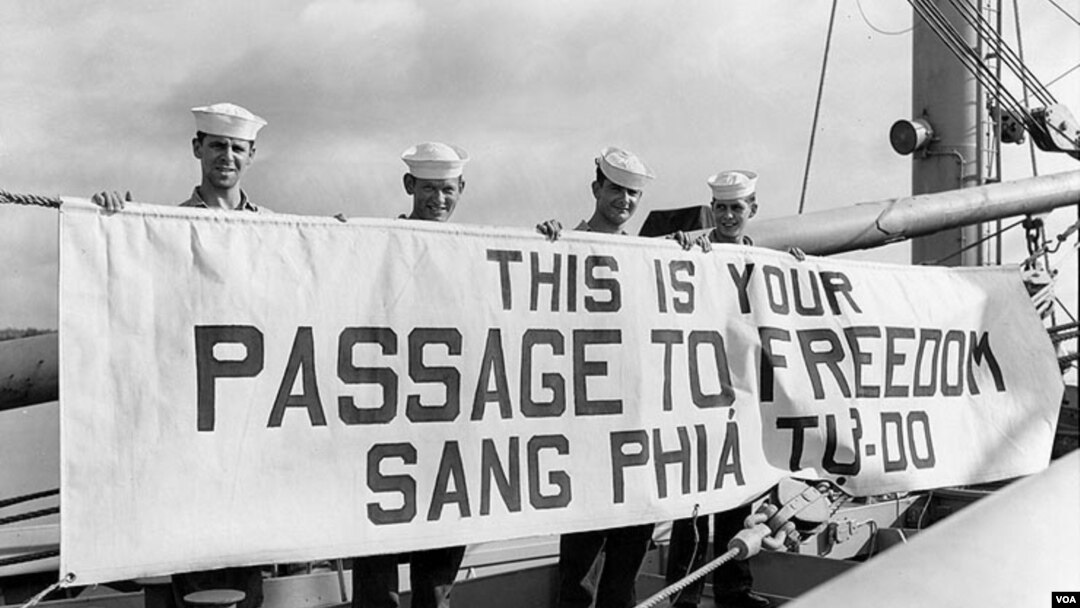 THIS IS YOUR
PASSAGE TO FREEDOM
SANG PHIÁ TỰ-DO
VOA